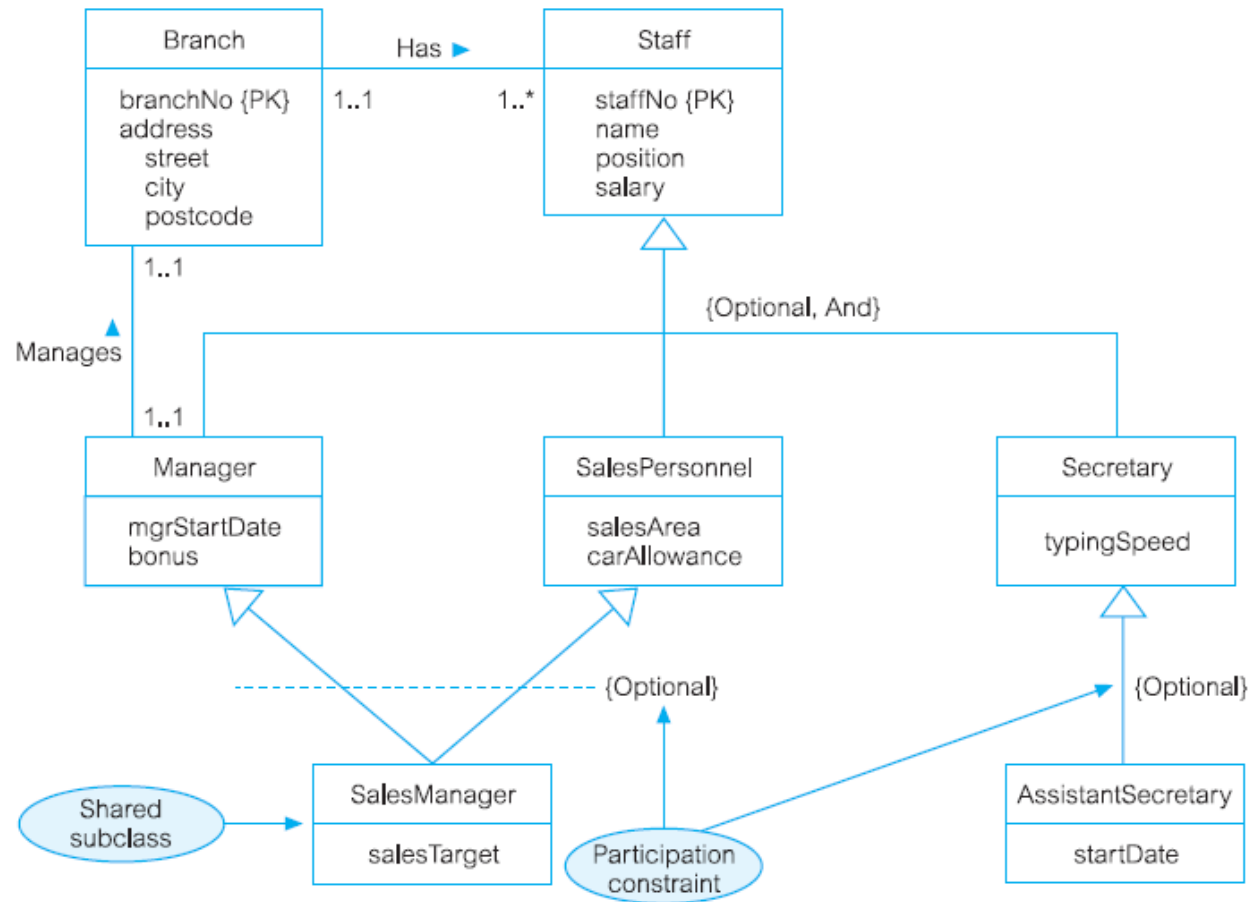 Branch
Has ►
Staff
branchNo {PK}
address
street
city
postcode
1..1
1..*
staffNo {PK}
name
position
salary
1..1
{Optional, And}
Manages
1..1
Manager
mgrStartDate
bonus
SalesPersonnel
salesArea
carAllowance
Secretary
typingSpeed
{Optional}
{Optional}
Shared
subclass
SalesManager
salesTarget
Participation
constraint
AssistantSecretary
startDate